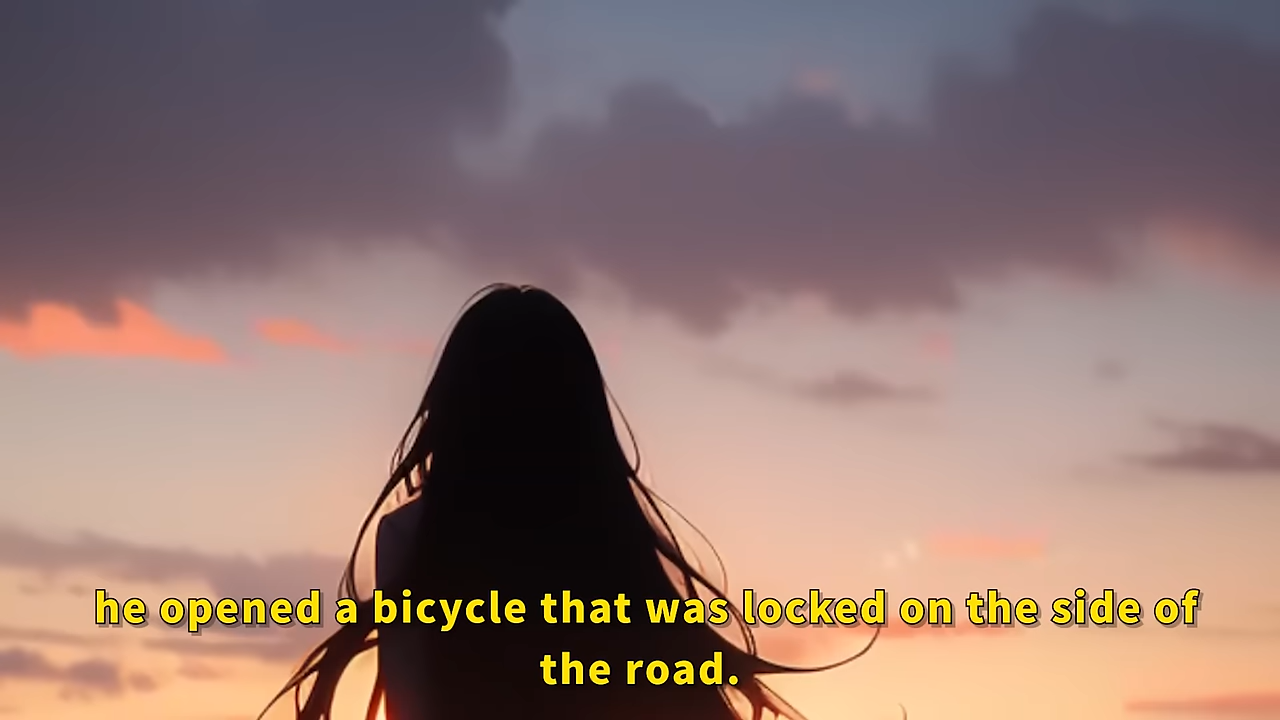 he opened a bicycle that was locked on the side of
the road.